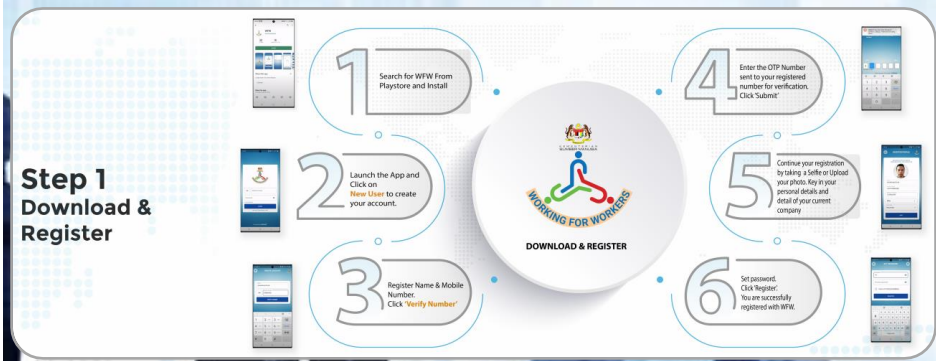 Step 1
Download &
Register
1
Search for WFW From
Playstore and Install
2
Launch the App and
Click on
New User to create
your account.
3
Register Name & Mobile
Number.
Click 'Verify Number'
WORKING FOR WORKERS
DOWNLOAD & REGISTER
4
Enter the OTP Number
sent to your registered
number for verification.
Click 'Submit'
5
Continue your registration
by taking a Selfie or Upload
your photo. Key in your
personal details and
detail of your current
company
6
Set password.
Click 'Register'.
You are successfully
registered with WFW.